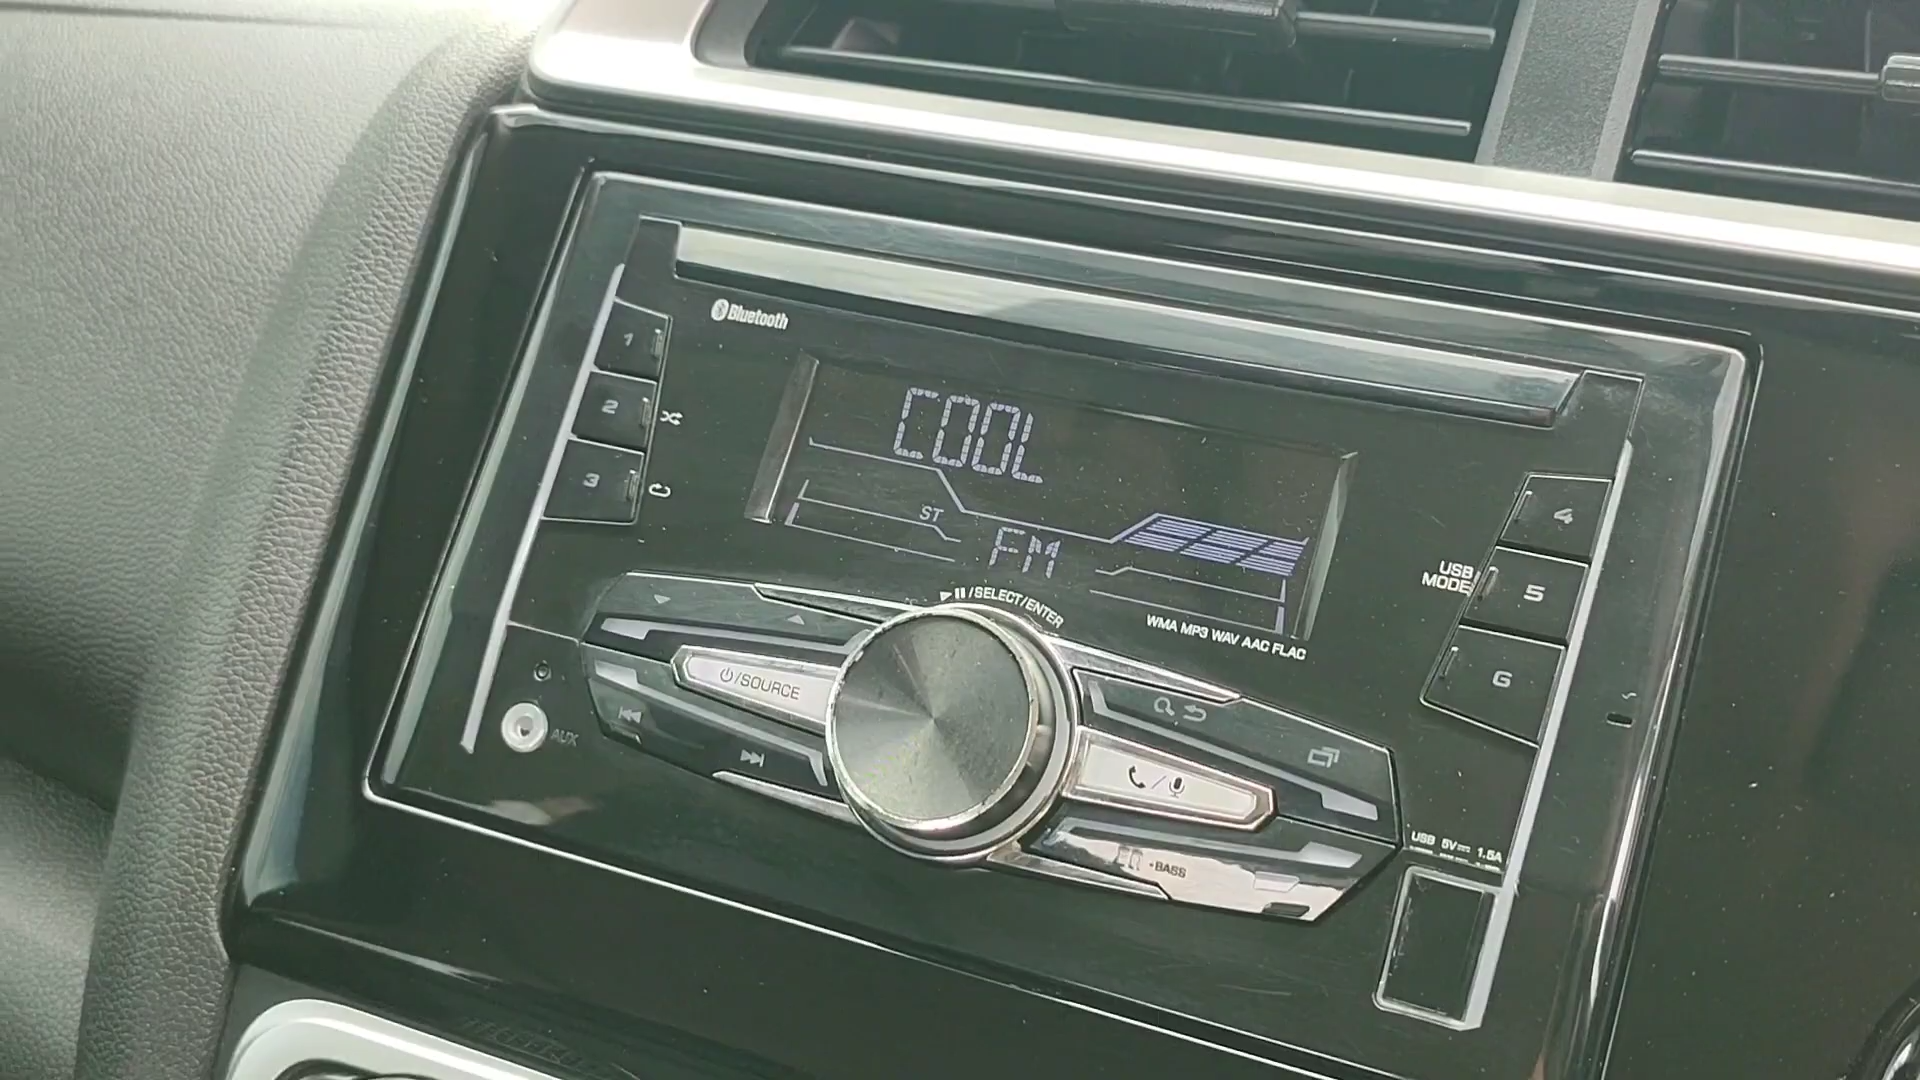 Bluetooth
1
2
3
COOL
ST
FM
4
USB MODE
5
6
/SELECT/ENTER
WMA MP3 WAV AAC FLAC
/SOURCE
AUX
EQ -BASS
USB 5V 1.5A